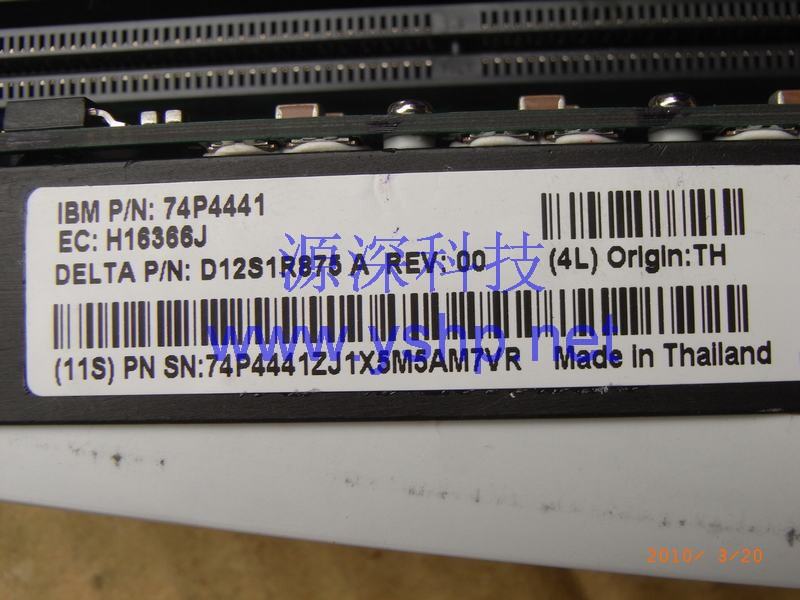 IBM P/N: 74P4441
EC: H16366J
DELTA P/N: D12S1R875 A REV: 00
(4L) Origin:TH
源深科技
www.yshp.net
(11S) PN SN:74P4441ZJ1X5M5AM7VR Made in Thailand
2010/ 3/20